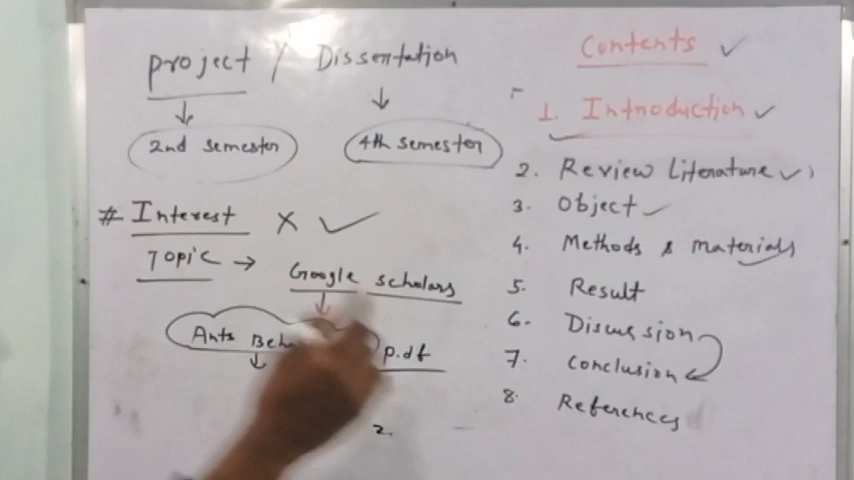 project / Dissertation
↓ ↓
2nd semester 4th semester
# Interest × ✓
Topic → Google scholars
↓
Ants p.df
↓
2.
Contents ✓
1. Introduction ✓
2. Review Literature ✓
3. Object ✓
4. Methods & materials
5. Result
6. Discussion
7. Conclusion
8. References